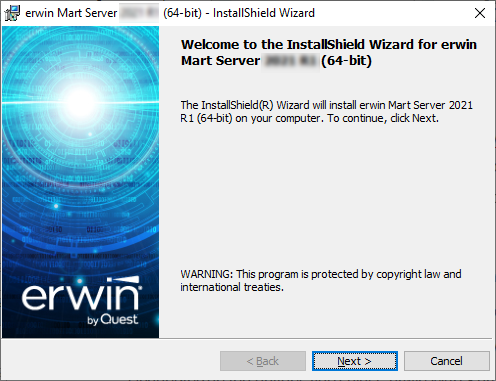 erwin Mart Server (64-bit) - InstallShield Wizard
Welcome to the InstallShield Wizard for erwin
Mart Server (64-bit)
The InstallShield(R) Wizard will install erwin Mart Server 2021
R1 (64-bit) on your computer. To continue, click Next.
WARNING: This program is protected by copyright law and
international treaties.
erwin
by Quest
< Back
Next >
Cancel